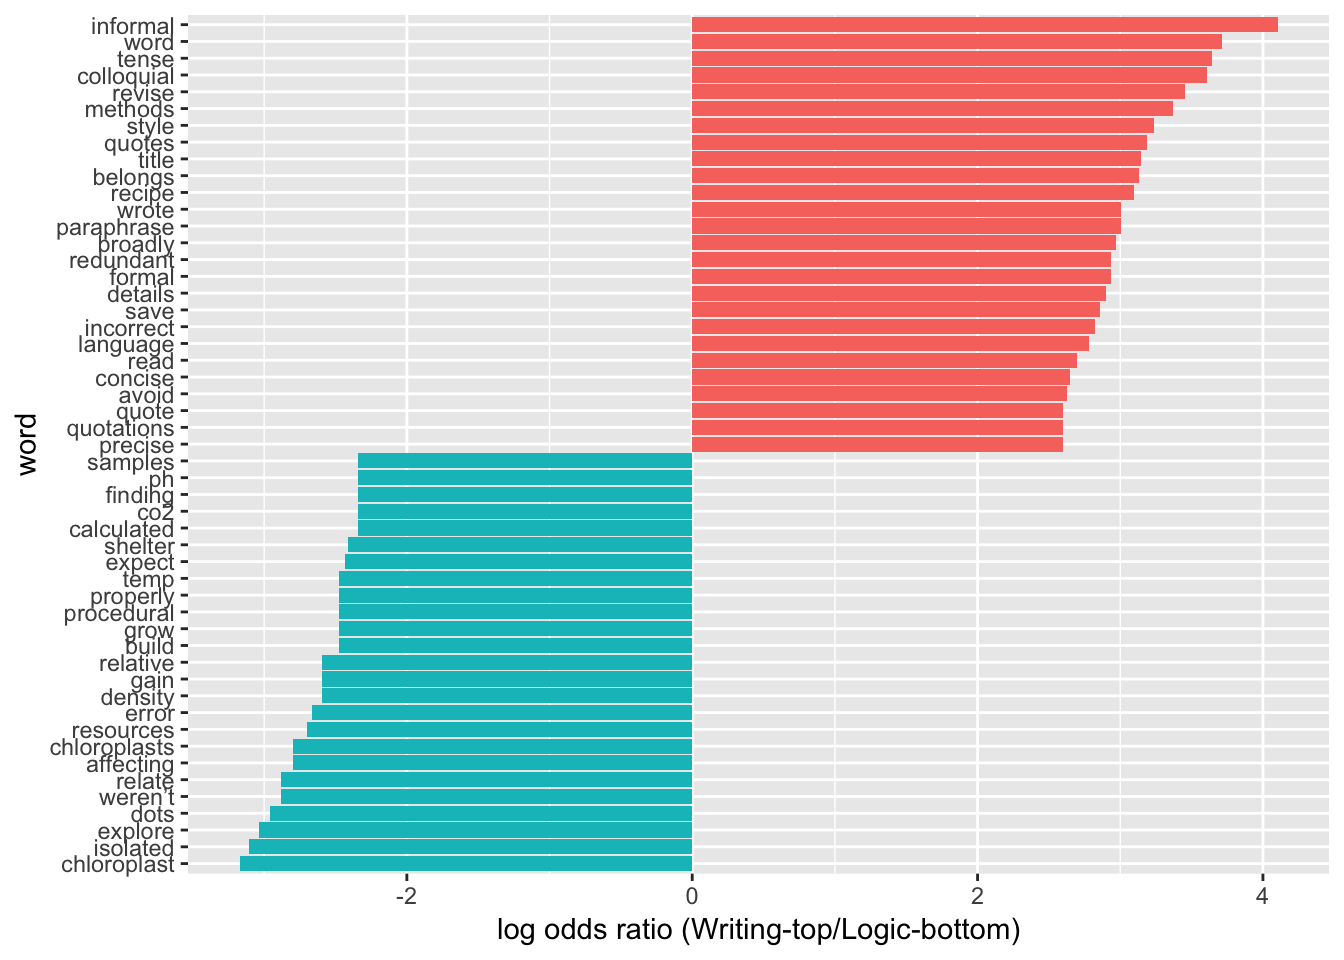 informal
word
tense
colloquial
revise
methods
style
quotes
title
belongs
recipe
wrote
paraphrase
broadly
redundant
formal
details
save
incorrect
language
read
concise
avoid
quote
quotations
precise
samples
ph
finding
co2
calculated
shelter
expect
temp
properly
procedural
grow
build
relative
gain
density
error
resources
chloroplasts
affecting
relate
weren't
dots
explore
isolated
chloroplast
word
-2 0 2 4
log odds ratio (Writing-top/Logic-bottom)